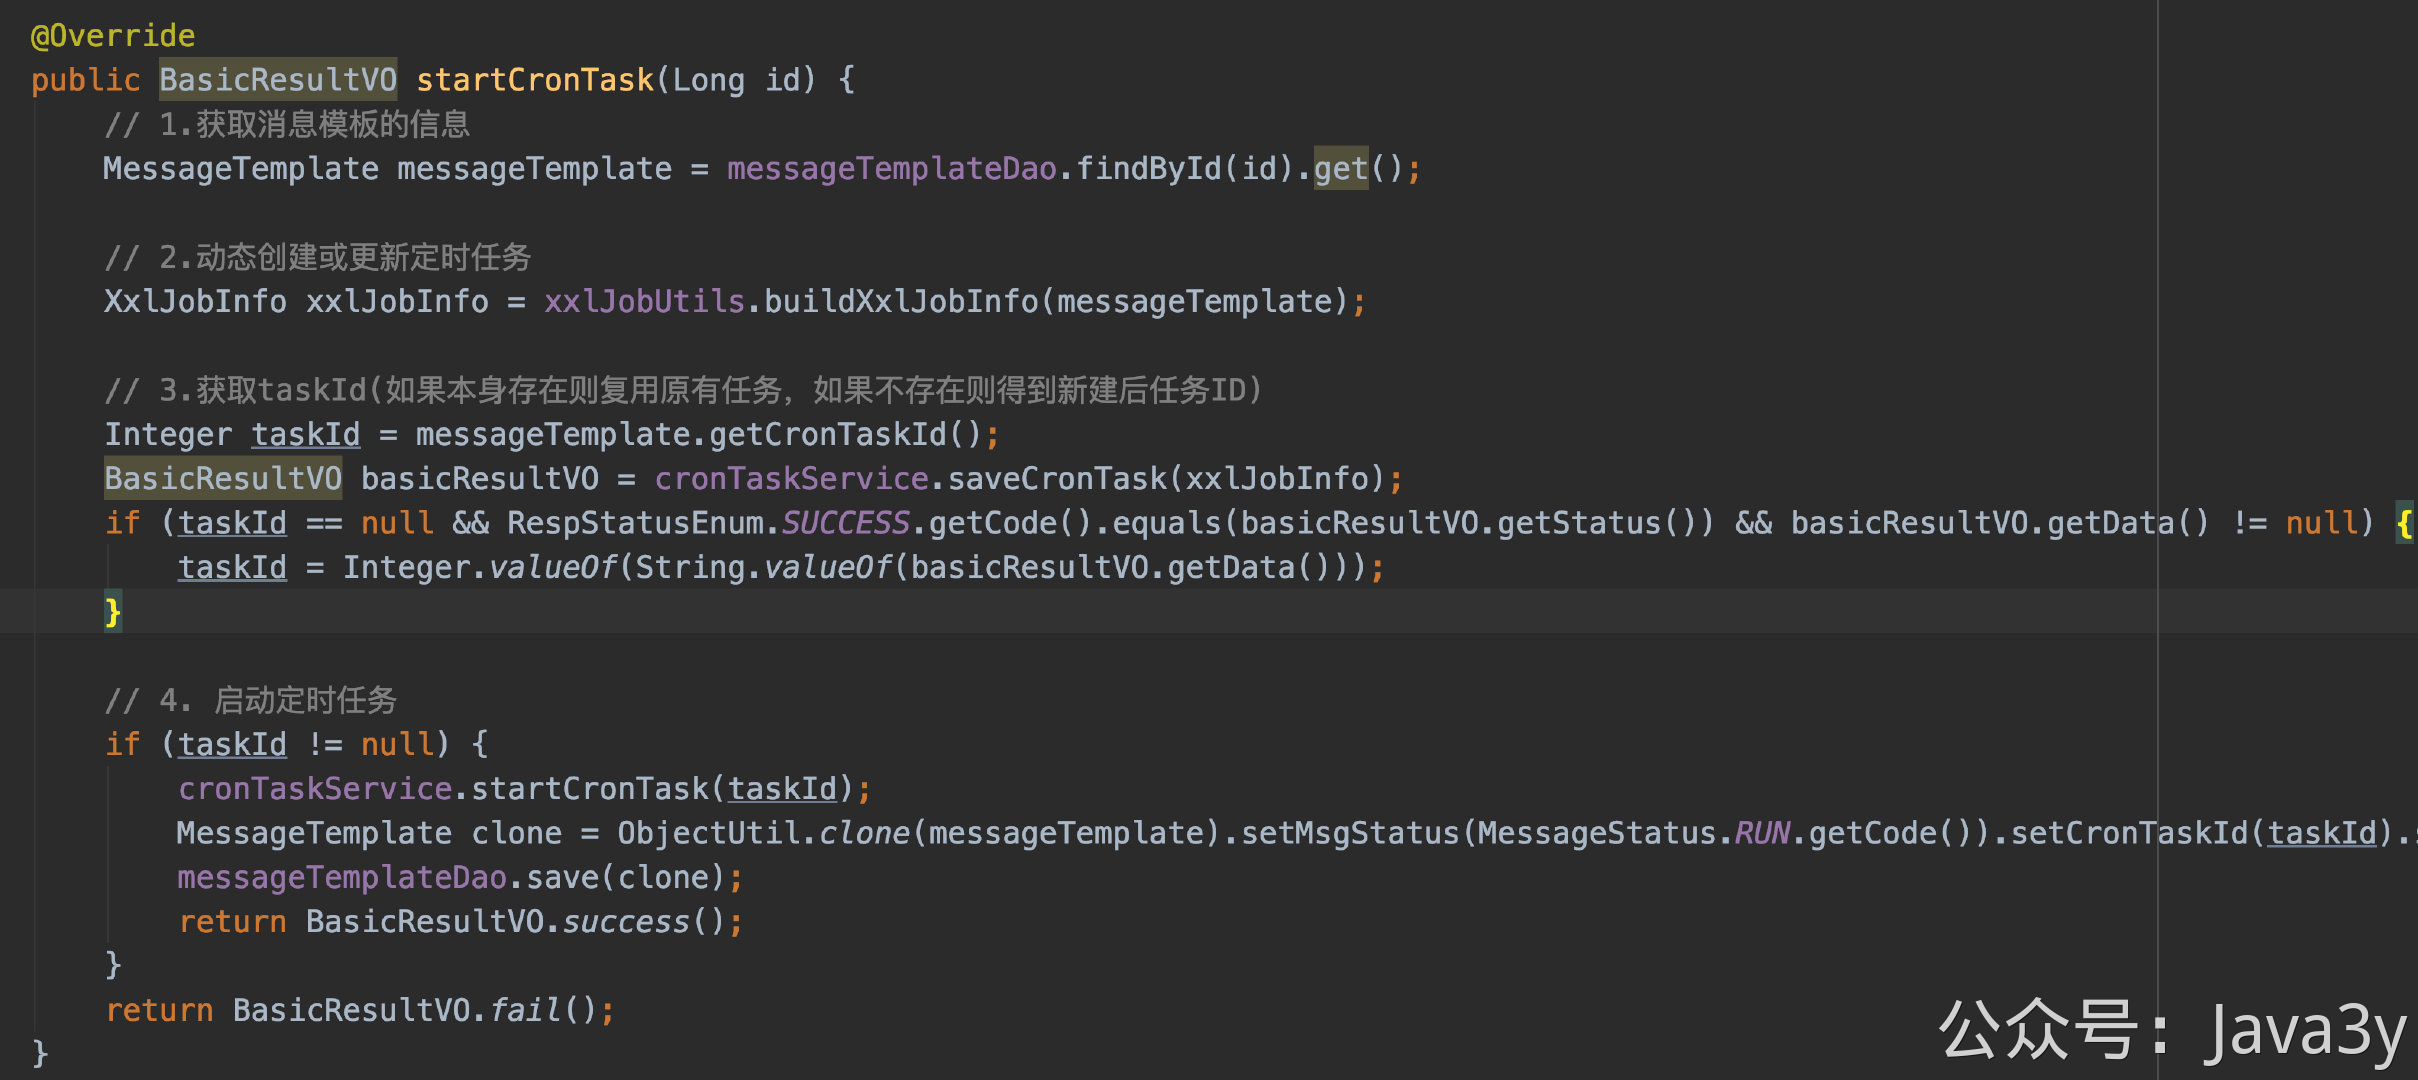 @Override
public BasicResultVO startCronTask(Long id) {
// 1.获取消息模板的信息
MessageTemplate messageTemplate = messageTemplateDao.findById(id).get();
// 2.动态创建或更新定时任务
XxlJobInfo xxlJobInfo = xxlJobUtils.buildXxlJobInfo(messageTemplate);
// 3.获取taskId(如果本身存在则复用原有任务，如果不存在则得到新建后任务ID)
Integer taskId = messageTemplate.getCronTaskId();
BasicResultVO basicResultVO = cronTaskService.saveCronTask(xxlJobInfo);
if (taskId == null && RespStatusEnum.SUCCESS.getCode().equals(basicResultVO.getStatus()) && basicResultVO.getData() != null) {
taskId = Integer.valueOf(String.valueOf(basicResultVO.getData()));
}
// 4. 启动定时任务
if (taskId != null) {
cronTaskService.startCronTask(taskId);
MessageTemplate clone = ObjectUtil.clone(messageTemplate).setMsgStatus(MessageStatus.RUN.getCode()).setCronTaskId(taskId).
messageTemplateDao.save(clone);
return BasicResultVO.success();
}
return BasicResultVO.fail();
}
公众号：Java3y